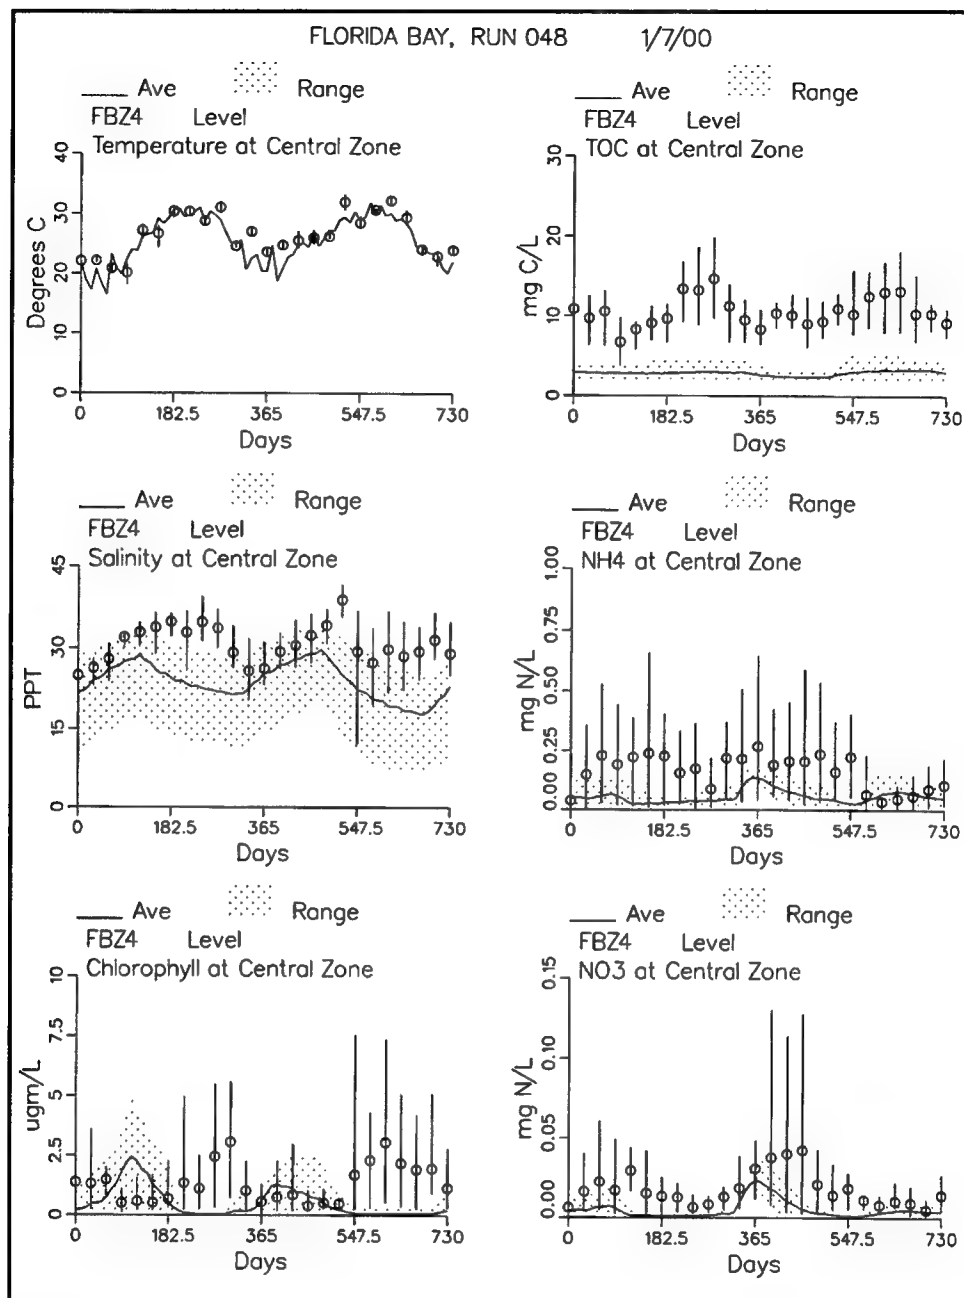 FLORIDA BAY, RUN 048 1/7/00
Ave Range
FBZ4 Level
Temperature at Central Zone
Degrees C
40
30
20
10
0
0 182.5 365 547.5 730
Days
Ave Range
FBZ4 Level
TOC at Central Zone
mg C/L
30
20
10
0
0 182.5 365 547.5 730
Days
Ave Range
FBZ4 Level
Salinity at Central Zone
PPT
45
30
15
0
0 182.5 365 547.5 730
Days
Ave Range
FBZ4 Level
NH4 at Central Zone
mg N/L
1.00
0.75
0.50
0.25
0.00
0 182.5 365 547.5 730
Days
Ave Range
FBZ4 Level
Chlorophyll at Central Zone
ugm/L
10
7.5
5
2.5
0
0 182.5 365 547.5 730
Days
Ave Range
FBZ4 Level
NO3 at Central Zone
mg N/L
0.15
0.10
0.05
0.00
0 182.5 365 547.5 730
Days